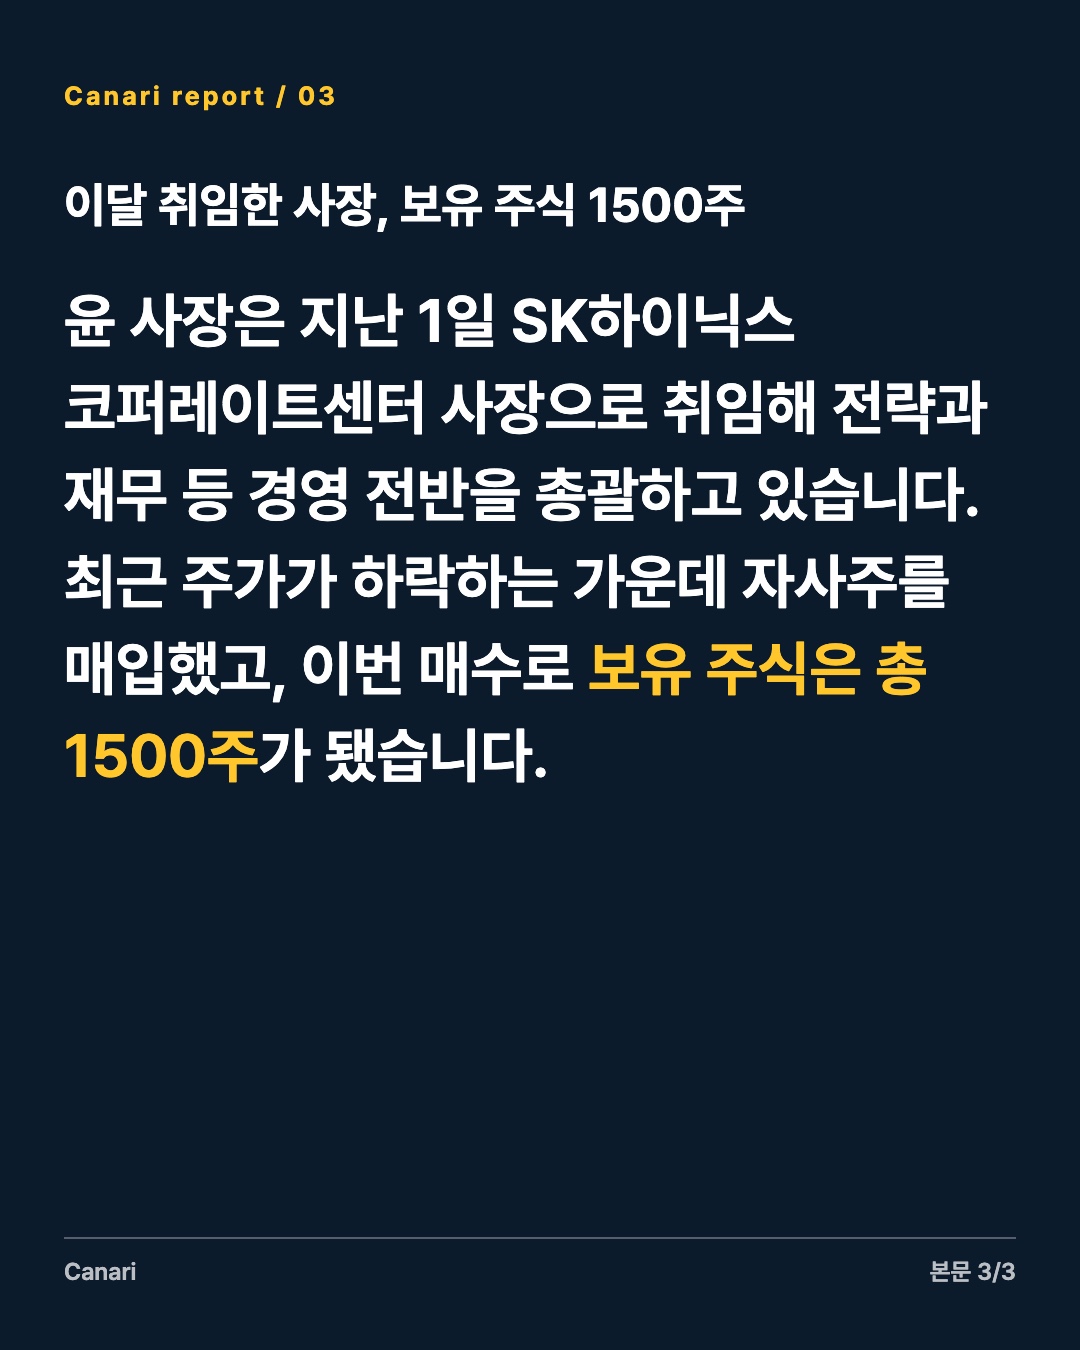 Canari report / 03
이달 취임한 사장, 보유 주식 1500주
윤 사장은 지난 1일 SK하이닉스
코퍼레이트센터 사장으로 취임해 전략과
재무 등 경영 전반을 총괄하고 있습니다.
최근 주가가 하락하는 가운데 자사주를
매입했고, 이번 매수로 보유 주식은 총
1500주가 됐습니다.
Canari
본문 3/3